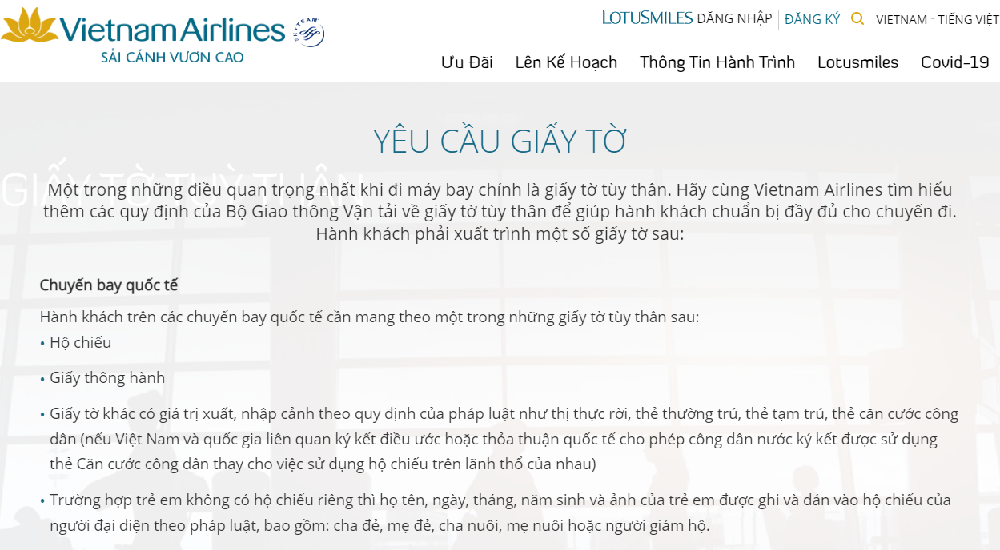 Vietnam Airlines
SKYTEAM
SẢI CÁNH VƯƠN CAO
LOTUSMILES ĐĂNG NHẬP ĐĂNG KÝ VIETNAM - TIẾNG VIỆT
Ưu Đãi Lên Kế Hoạch Thông Tin Hành Trình Lotusmiles Covid-19
YÊU CẦU GIẤY TỜ
GIẤY TỜ TUỲ THÂN
Một trong những điều quan trọng nhất khi đi máy bay chính là giấy tờ tùy thân. Hãy cùng Vietnam Airlines tìm hiểu
thêm các quy định của Bộ Giao thông Vận tải về giấy tờ tùy thân để giúp hành khách chuẩn bị đầy đủ cho chuyến đi.
Hành khách phải xuất trình một số giấy tờ sau:
Chuyến bay quốc tế
Hành khách trên các chuyến bay quốc tế cần mang theo một trong những giấy tờ tùy thân sau:
• Hộ chiếu
• Giấy thông hành
• Giấy tờ khác có giá trị xuất, nhập cảnh theo quy định của pháp luật như thị thực rời, thẻ thường trú, thẻ tạm trú, thẻ căn cước công
dân (nếu Việt Nam và quốc gia liên quan ký kết điều ước hoặc thỏa thuận quốc tế cho phép công dân nước ký kết được sử dụng
thẻ Căn cước công dân thay cho việc sử dụng hộ chiếu trên lãnh thổ của nhau)
• Trường hợp trẻ em không có hộ chiếu riêng thì họ tên, ngày, tháng, năm sinh và ảnh của trẻ em được ghi và dán vào hộ chiếu của
người đại diện theo pháp luật, bao gồm: cha đẻ, mẹ đẻ, cha nuôi, mẹ nuôi hoặc người giám hộ.